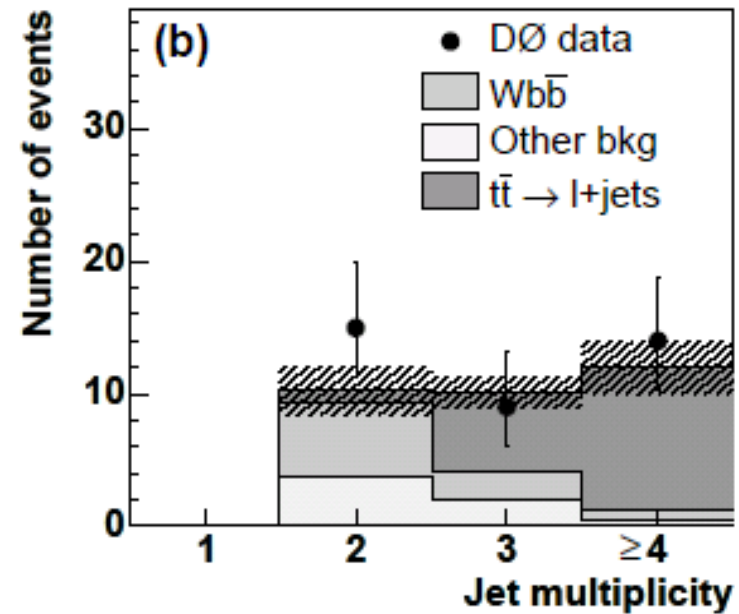 (b)
DØ data
Wbb̄
Other bkg
tt̄ → l+jets
Number of events
30
20
10
0
1 2 3 ≥4
Jet multiplicity